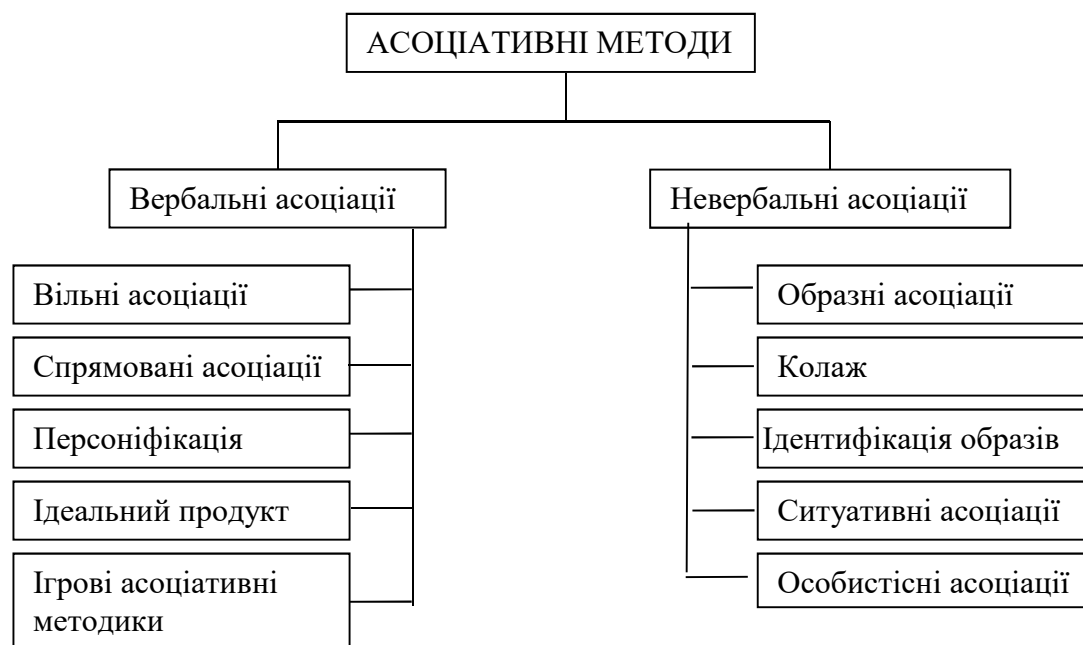 АСОЦІАТИВНІ МЕТОДИ
Вербальні асоціації
Невербальні асоціації
Вільні асоціації
Спрямовані асоціації
Персоніфікація
Ідеальний продукт
Ігрові асоціативні
методики
Образні асоціації
Колаж
Ідентифікація образів
Ситуативні асоціації
Особистісні асоціації